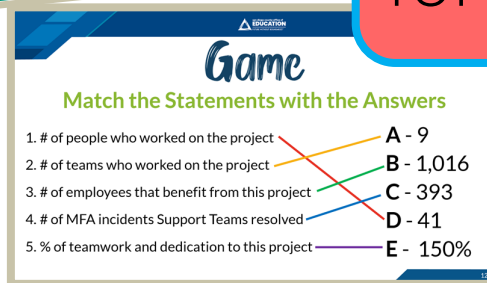 EDUCATION
Game
Match the Statements with the Answers
1. # of people who worked on the project
A - 9
2. # of teams who worked on the project
B - 1,016
3. # of employees that benefit from this project
C - 393
4. # of MFA incidents Support Teams resolved
D - 41
5. % of teamwork and dedication to this project
E - 150%
12